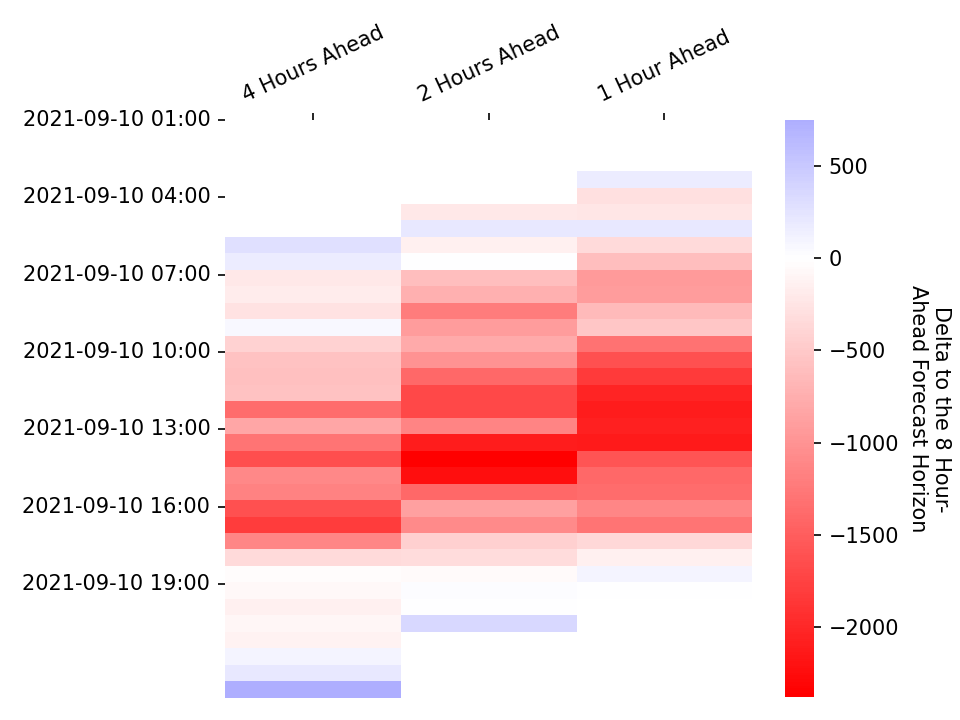 4 Hours Ahead
2 Hours Ahead
1 Hour Ahead
2021-09-10 01:00
2021-09-10 04:00
2021-09-10 07:00
2021-09-10 10:00
2021-09-10 13:00
2021-09-10 16:00
2021-09-10 19:00
500
0
−500
−1000
−1500
−2000
Delta to the 8 Hour-
Ahead Forecast Horizon